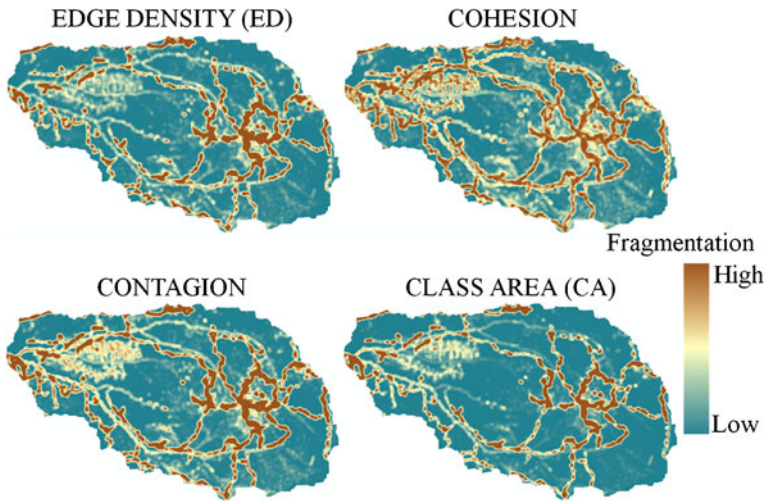 EDGE DENSITY (ED)
COHESION
Fragmentation
High
CONTAGION
CLASS AREA (CA)
Low